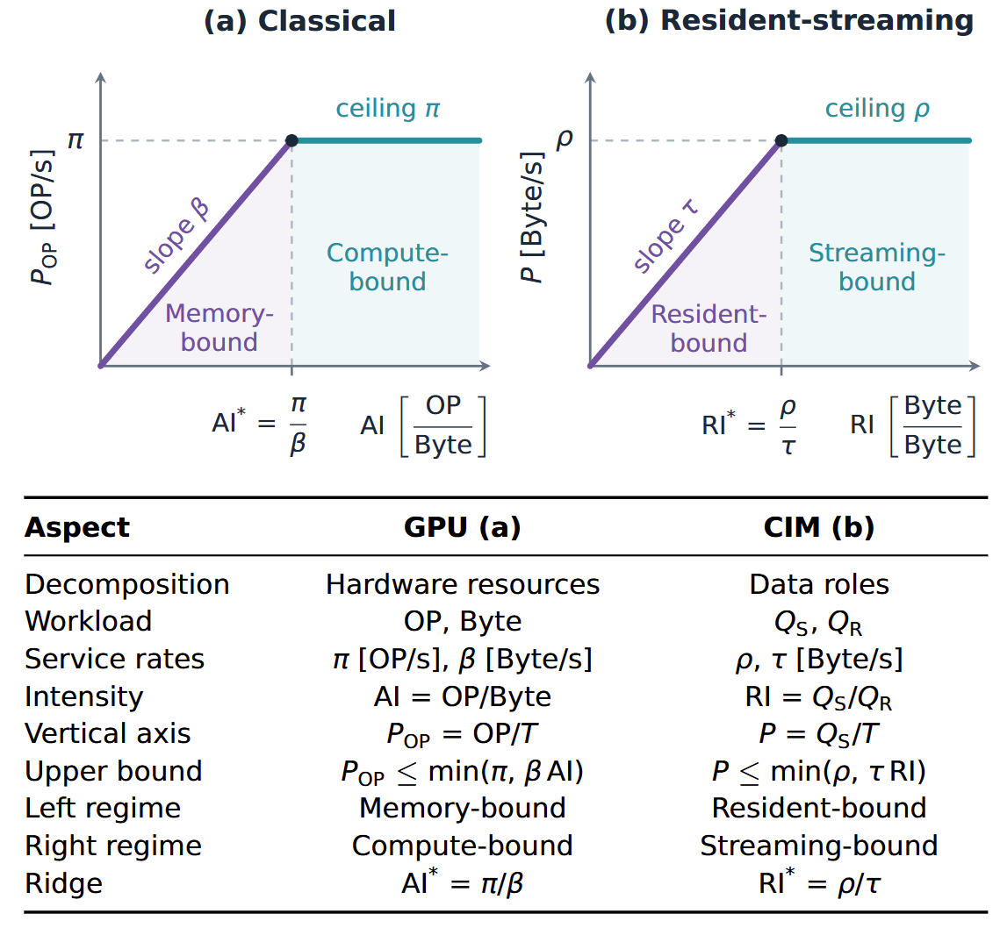 (a) Classical
(b) Resident-streaming
ceiling π
π
P_OP [OP/s]
slope β
Compute-
bound
Memory-
bound
AI* = π/β
AI [OP/Byte]
ceiling ρ
ρ
P [Byte/s]
slope τ
Streaming-
bound
Resident-
bound
RI* = ρ/τ
RI [Byte/Byte]
Aspect GPU (a) CIM (b)
Decomposition Hardware resources Data roles
Workload OP, Byte Q_S, Q_R
Service rates π [OP/s], β [Byte/s] ρ, τ [Byte/s]
Intensity AI = OP/Byte RI = Q_S/Q_R
Vertical axis P_OP = OP/T P = Q_S/T
Upper bound P_OP ≤ min(π, β AI) P ≤ min(ρ, τ RI)
Left regime Memory-bound Resident-bound
Right regime Compute-bound Streaming-bound
Ridge AI* = π/β RI* = ρ/τ